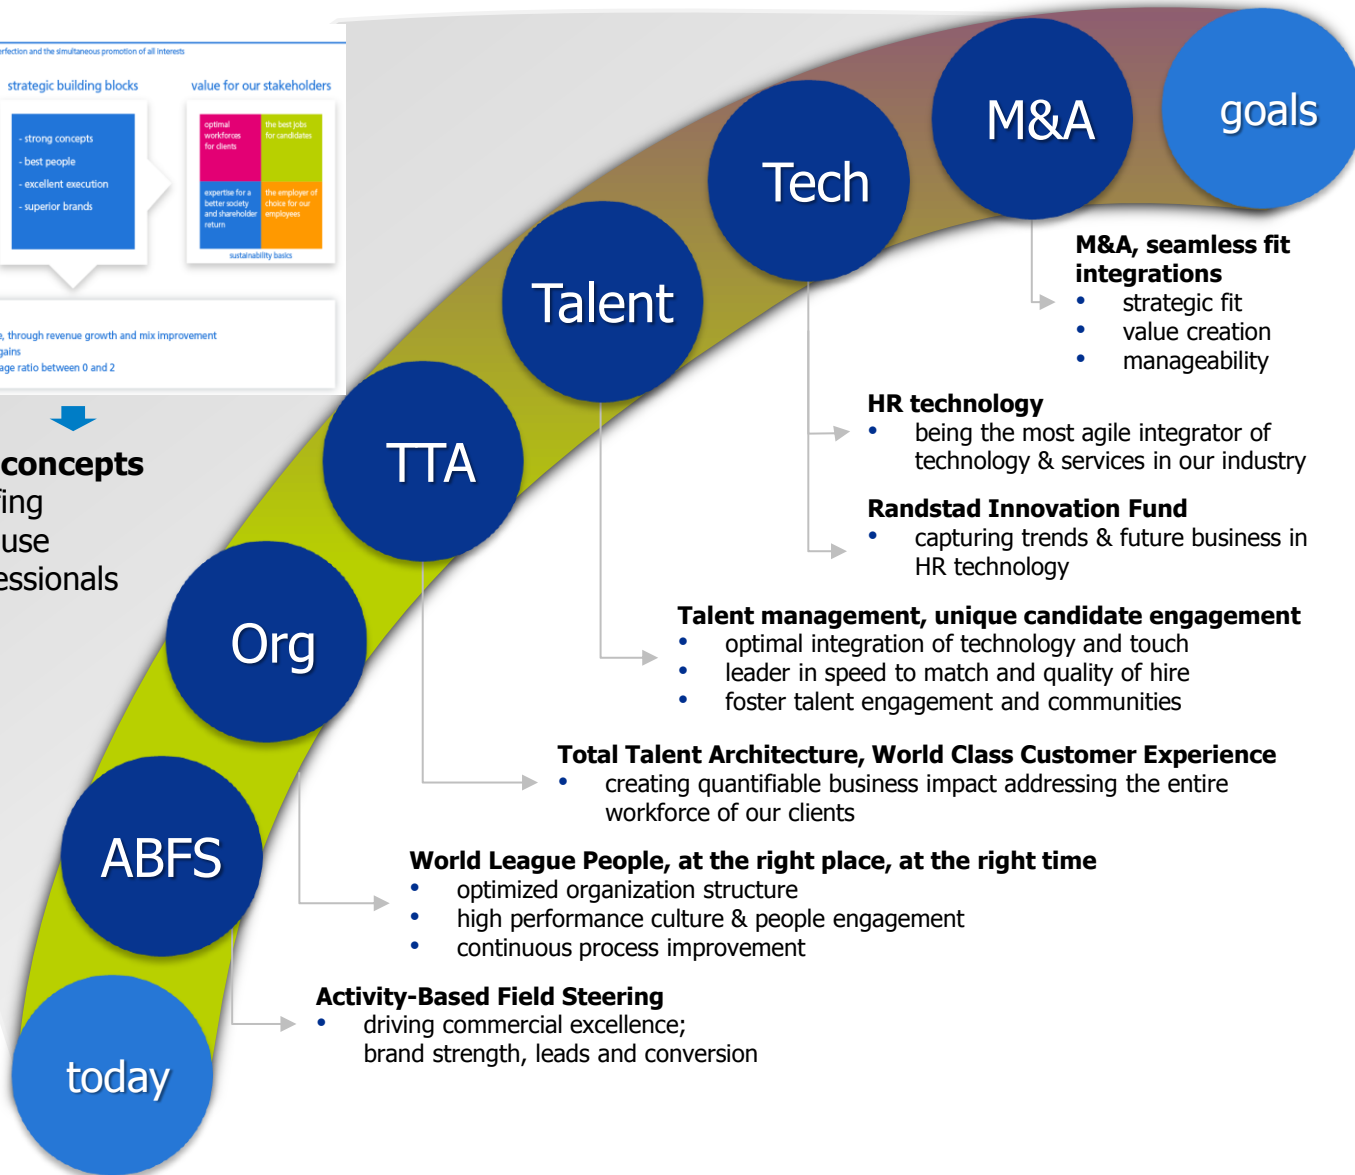 and the simultaneous promotion of all interests
strategic building blocks
- strong concepts
- best people
- excellent execution
- superior brands
value for our stakeholders
optimal
workforces
for clients
the best jobs
for candidates
expertise for a
better society
and shareholder
return
the employer of
choice for our
employees
sustainability basics
through revenue growth and mix improvement
gains
ratio between 0 and 2
concepts
goals
M&A
M&A, seamless fit
integrations
• strategic fit
• value creation
• manageability
Tech
HR technology
• being the most agile integrator of
technology & services in our industry
Randstad Innovation Fund
• capturing trends & future business in
HR technology
Talent
Talent management, unique candidate engagement
• optimal integration of technology and touch
• leader in speed to match and quality of hire
• foster talent engagement and communities
TTA
Total Talent Architecture, World Class Customer Experience
• creating quantifiable business impact addressing the entire
workforce of our clients
Org
World League People, at the right place, at the right time
• optimized organization structure
• high performance culture & people engagement
• continuous process improvement
ABFS
Activity-Based Field Steering
• driving commercial excellence;
brand strength, leads and conversion
today